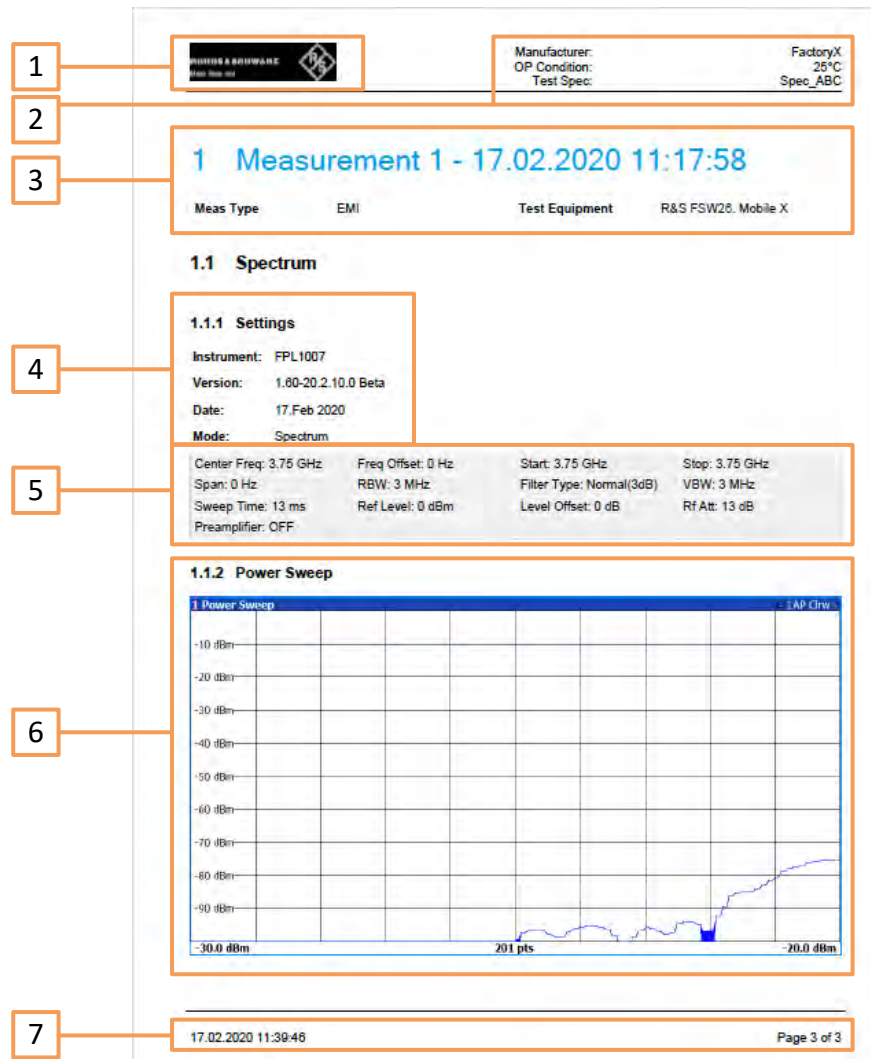 1
2
3
4
5
6
7
ROHDE & SCHWARZ
Manufacturer: FactoryX
OP Condition: 25°C
Test Spec: Spec_ABC
1 Measurement 1 - 17.02.2020 11:17:58
Meas Type EMI Test Equipment R&S FSW26. Mobile X
1.1 Spectrum
1.1.1 Settings
Instrument: FPL1007
Version: 1.60-20.2.10.0 Beta
Date: 17.Feb 2020
Mode: Spectrum
Center Freq: 3.75 GHz Freq Offset: 0 Hz Start: 3.75 GHz Stop: 3.75 GHz
Span: 0 Hz RBW: 3 MHz Filter Type: Normal(3dB) VBW: 3 MHz
Sweep Time: 13 ms Ref Level: 0 dBm Level Offset: 0 dB Rf Att: 13 dB
Preamplifier: OFF
1.1.2 Power Sweep
1 Power Sweep 1AP Clrw
-10 dBm
-20 dBm
-30 dBm
-40 dBm
-50 dBm
-60 dBm
-70 dBm
-80 dBm
-90 dBm
-30.0 dBm 201 pts -20.0 dBm
17.02.2020 11:39:46 Page 3 of 3